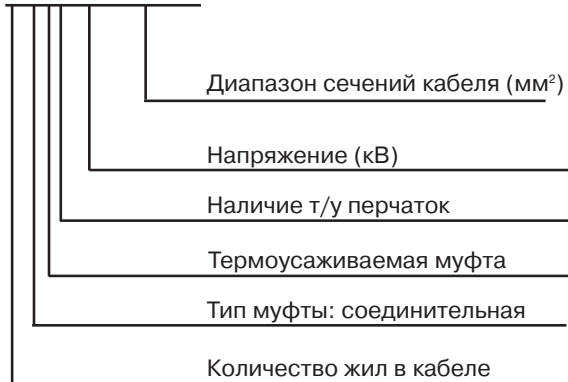 Диапазон сечений кабеля (мм²)
Напряжение (кВ)
Наличие т/у перчаток
Термоусаживаемая муфта
Тип муфты: соединительная
Количество жил в кабеле